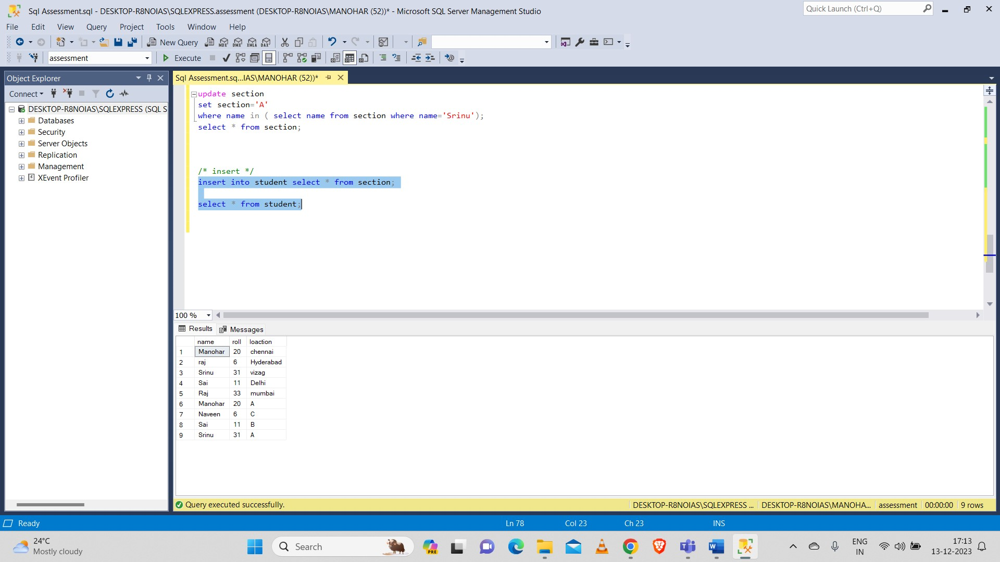 Sql Assessment.sql - DESKTOP-R8NOIAS\SQLEXPRESS.assessment (DESKTOP-R8NOIAS\MANOHAR (52))* - Microsoft SQL Server Management Studio
Quick Launch (Ctrl+Q)
File Edit View Query Project Tools Window Help
New Query MDX DMX XMLA DAX
assessment Execute
Object Explorer
Connect
DESKTOP-R8NOIAS\SQLEXPRESS (SQL S
Databases
Security
Server Objects
Replication
Management
XEvent Profiler
Sql Assessment.sq...IAS\MANOHAR (52))*
update section
set section='A'
where name in ( select name from section where name='Srinu');
select * from section;
/* insert */
insert into student select * from section;
select * from student;
100 %
Results Messages
name roll loaction
1 Manohar 20 chennai
2 raj 6 Hyderabad
3 Srinu 31 vizag
4 Sai 11 Delhi
5 Raj 33 mumbai
6 Manohar 20 A
7 Naveen 6 C
8 Sai 11 B
9 Srinu 31 A
Query executed successfully. DESKTOP-R8NOIAS\SQLEXPRESS ... DESKTOP-R8NOIAS\MANOHA... assessment 00:00:00 9 rows
Ready Ln 78 Col 23 Ch 23 INS
24°C
Mostly cloudy
Search
PRE
ENG
IN
17:13
13-12-2023